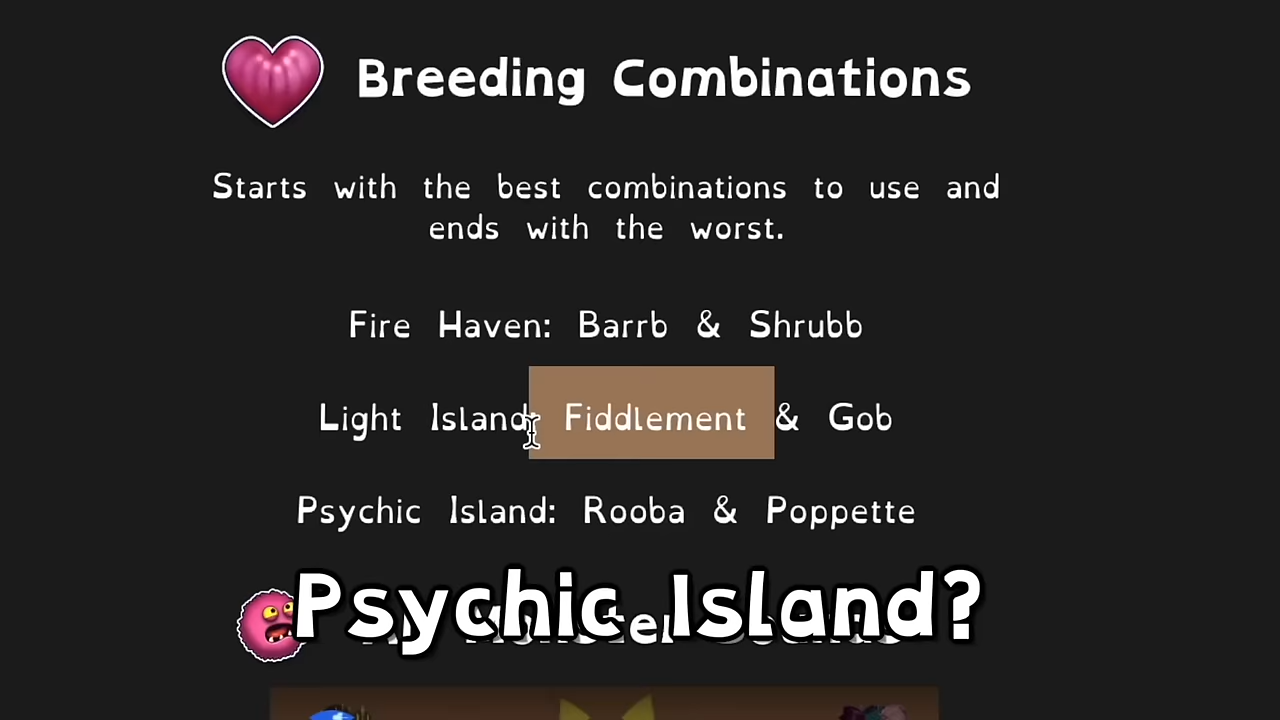 Breeding Combinations
Starts with the best combinations to use and
ends with the worst.
Fire Haven: Barrb & Shrubb
Light Island: Fiddlement & Gob
Psychic Island: Rooba & Poppette
Psychic Island?